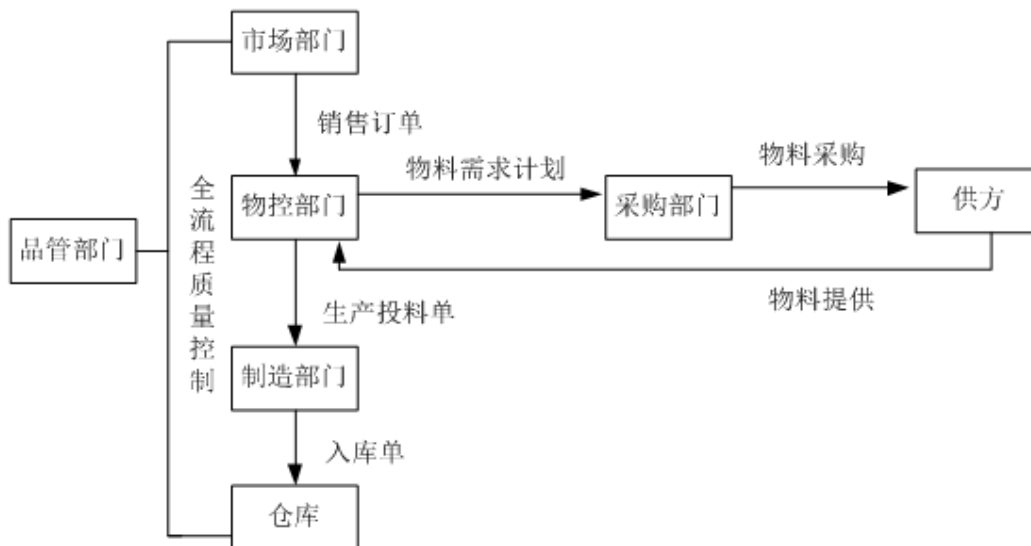 市场部门
销售订单
物料需求计划
物料采购
物控部门
采购部门
供方
品管部门
全流程质量控制
物料提供
生产投料单
制造部门
入库单
仓库